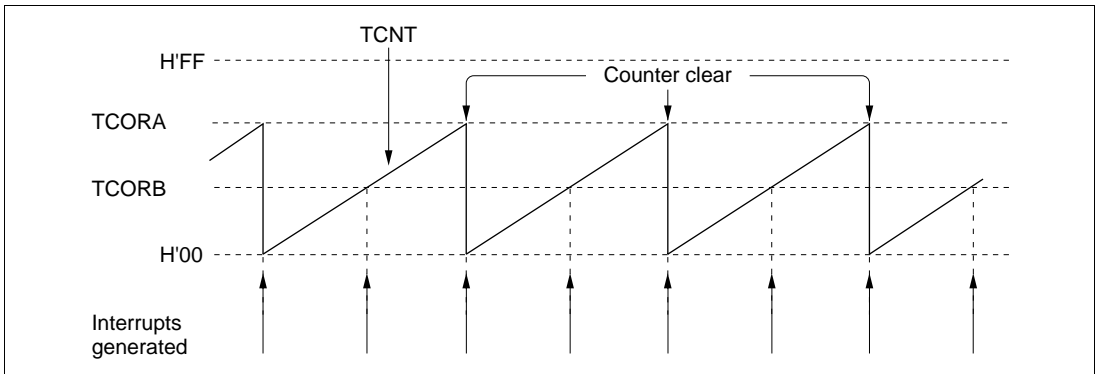 TCNT
H'FF
Counter clear
TCORA
TCORB
H'00
Interrupts
generated